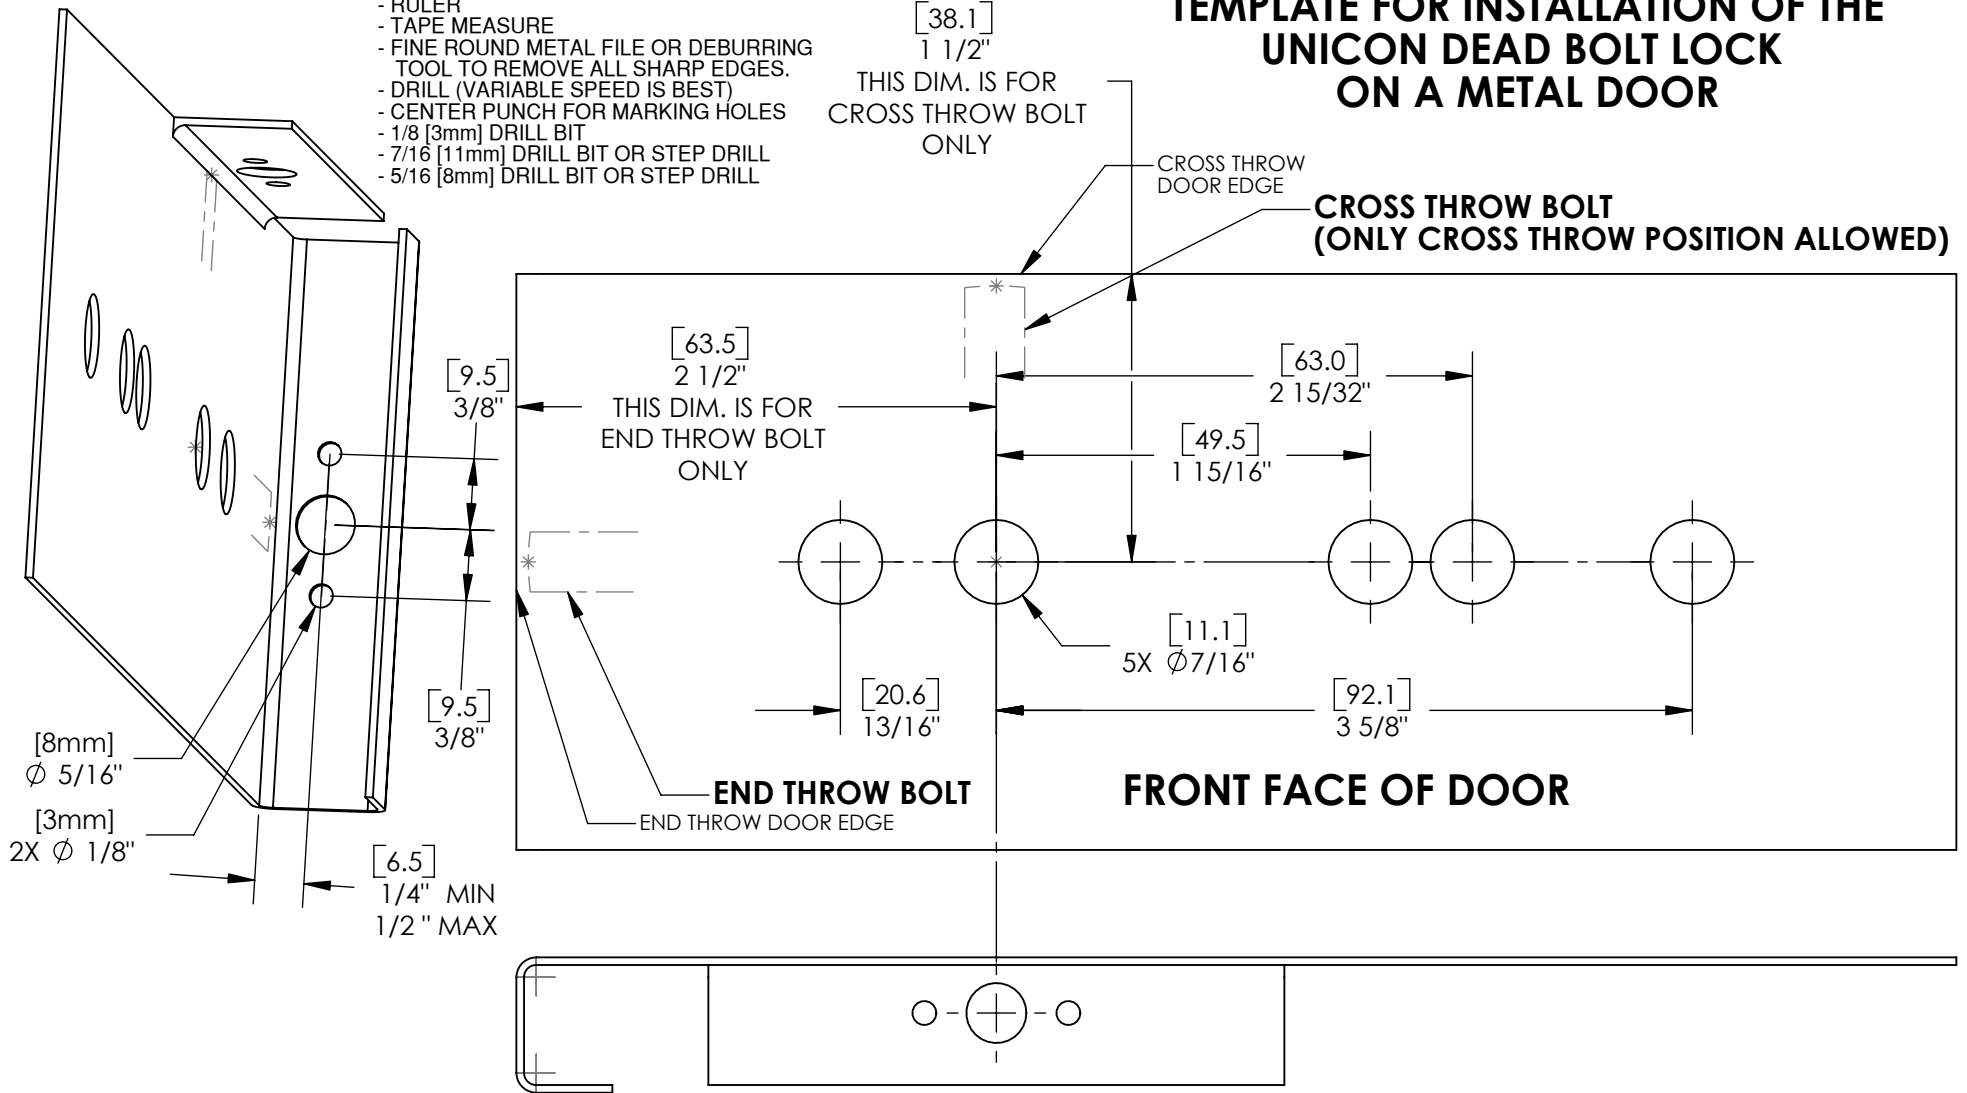 - RULER
- TAPE MEASURE
- FINE ROUND METAL FILE OR DEBURRING
TOOL TO REMOVE ALL SHARP EDGES.
- DRILL (VARIABLE SPEED IS BEST)
- CENTER PUNCH FOR MARKING HOLES
- 1/8 [3mm] DRILL BIT
- 7/16 [11mm] DRILL BIT OR STEP DRILL
- 5/16 [8mm] DRILL BIT OR STEP DRILL
[38.1]
1 1/2"
THIS DIM. IS FOR
CROSS THROW BOLT
ONLY
TEMPLATE FOR INSTALLATION OF THE
UNICON DEAD BOLT LOCK
ON A METAL DOOR
CROSS THROW
DOOR EDGE
CROSS THROW BOLT
(ONLY CROSS THROW POSITION ALLOWED)
[9.5]
3/8"
[63.5]
2 1/2"
THIS DIM. IS FOR
END THROW BOLT
ONLY
[63.0]
2 15/32"
[49.5]
1 15/16"
[11.1]
5X Ø7/16"
[20.6]
13/16"
[92.1]
3 5/8"
[9.5]
3/8"
[8mm]
Ø 5/16"
[3mm]
2X Ø 1/8"
[6.5]
1/4" MIN
1/2 " MAX
END THROW BOLT
END THROW DOOR EDGE
FRONT FACE OF DOOR